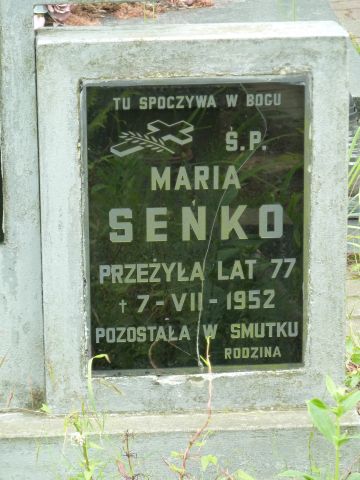 TU SPOCZYWA W BOGU
Ś.P.
MARIA
SENKO
PRZEŻYŁA LAT 77
✝ 7-VII-1952
POZOSTAŁA W SMUTKU
RODZINA